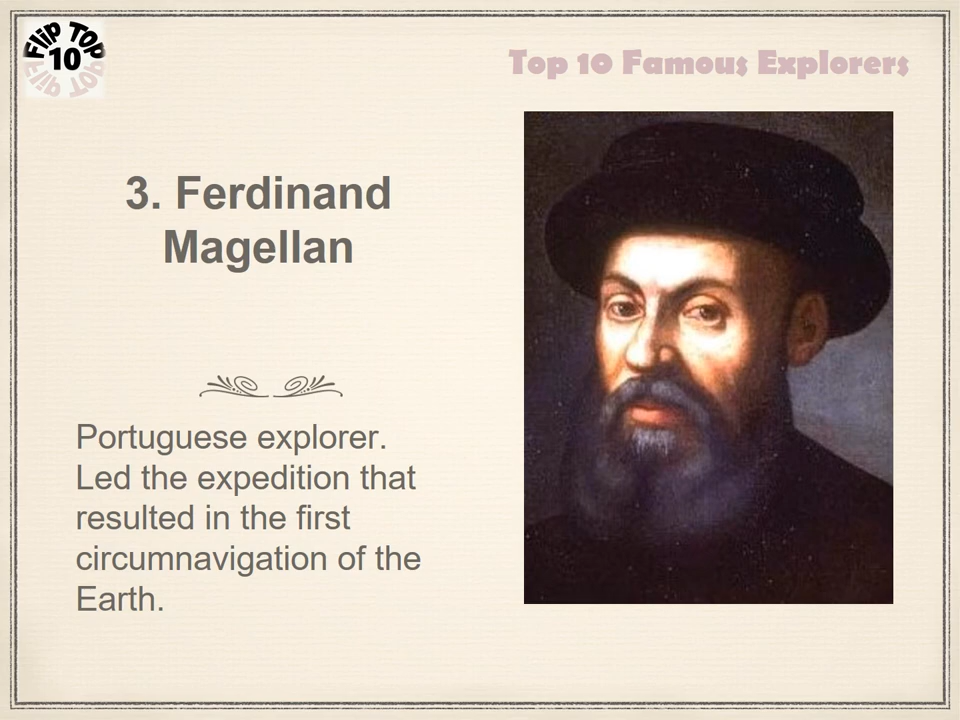 Flip Top
10
Flip Top
Top 10 Famous Explorers
3. Ferdinand
Magellan
Portuguese explorer.
Led the expedition that
resulted in the first
circumnavigation of the
Earth.